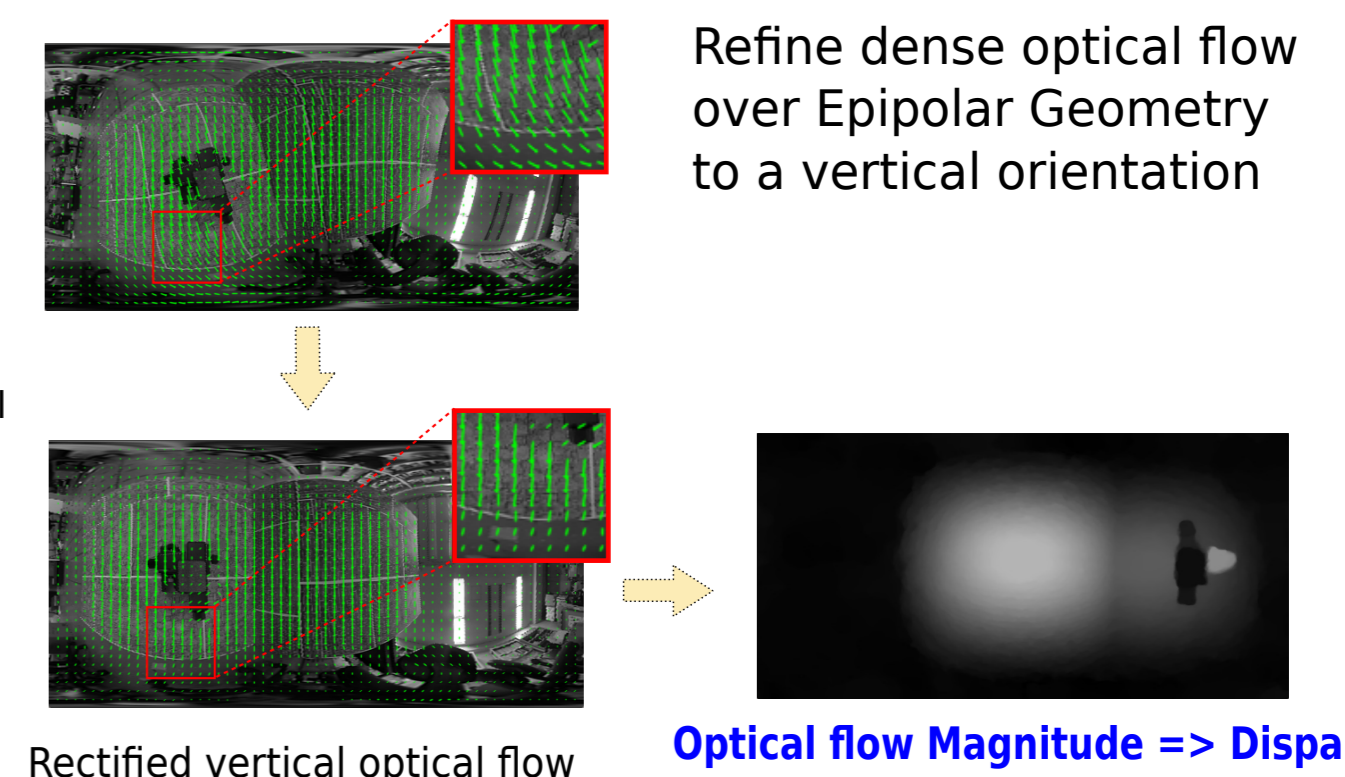 Refine dense optical flow
over Epipolar Geometry
to a vertical orientation
Rectified vertical optical flow
Optical flow Magnitude => Dispa